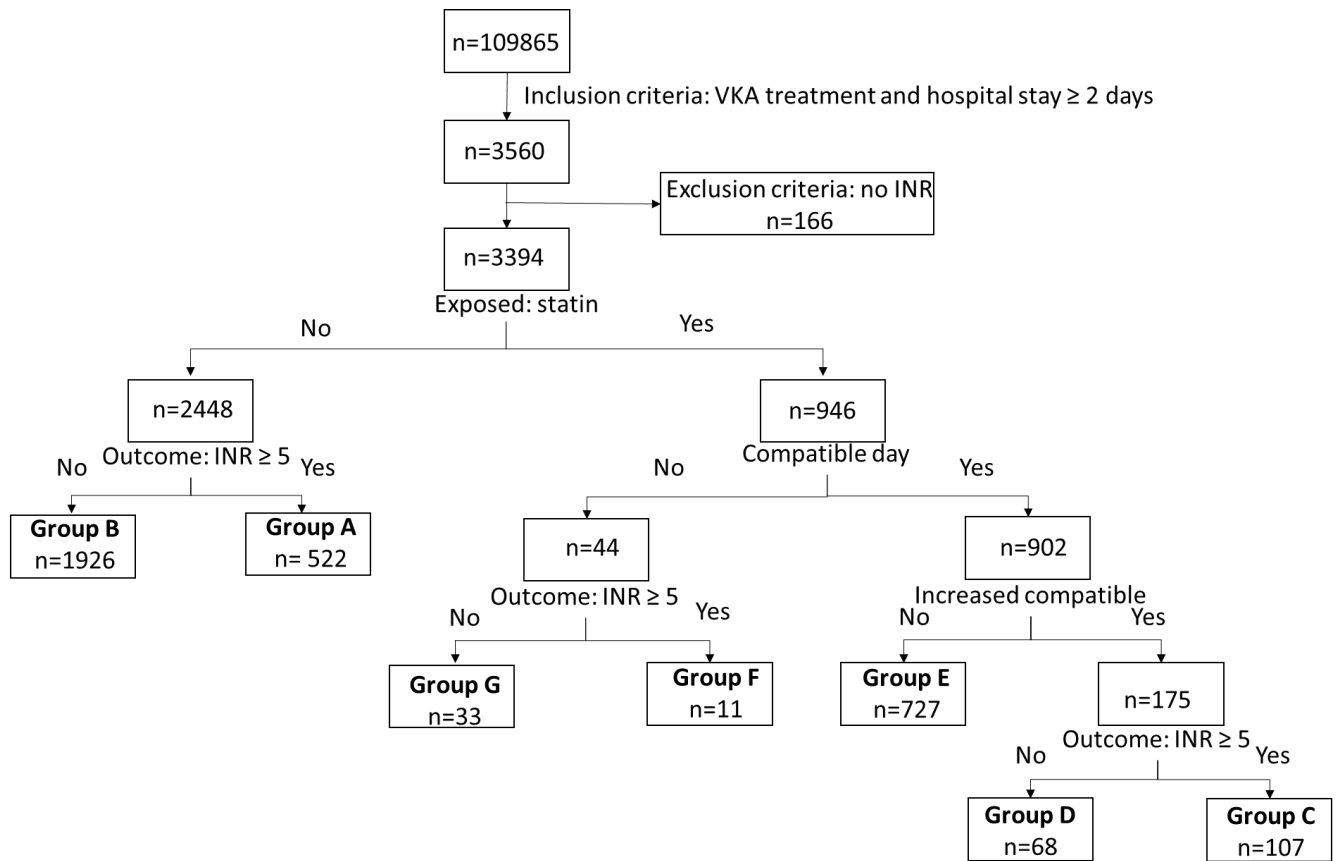 n=109865
Inclusion criteria: VKA treatment and hospital stay ≥ 2 days
n=3560
Exclusion criteria: no INR
n=166
n=3394
Exposed: statin
No
Yes
n=2448
n=946
Outcome: INR ≥ 5
Compatible day
No
Yes
No
Yes
Group B
n=1926
Group A
n= 522
n=44
n=902
Outcome: INR ≥ 5
Increased compatible
No
Yes
No
Yes
Group G
n=33
Group F
n=11
Group E
n=727
n=175
Outcome: INR ≥ 5
No
Yes
Group D
n=68
Group C
n=107